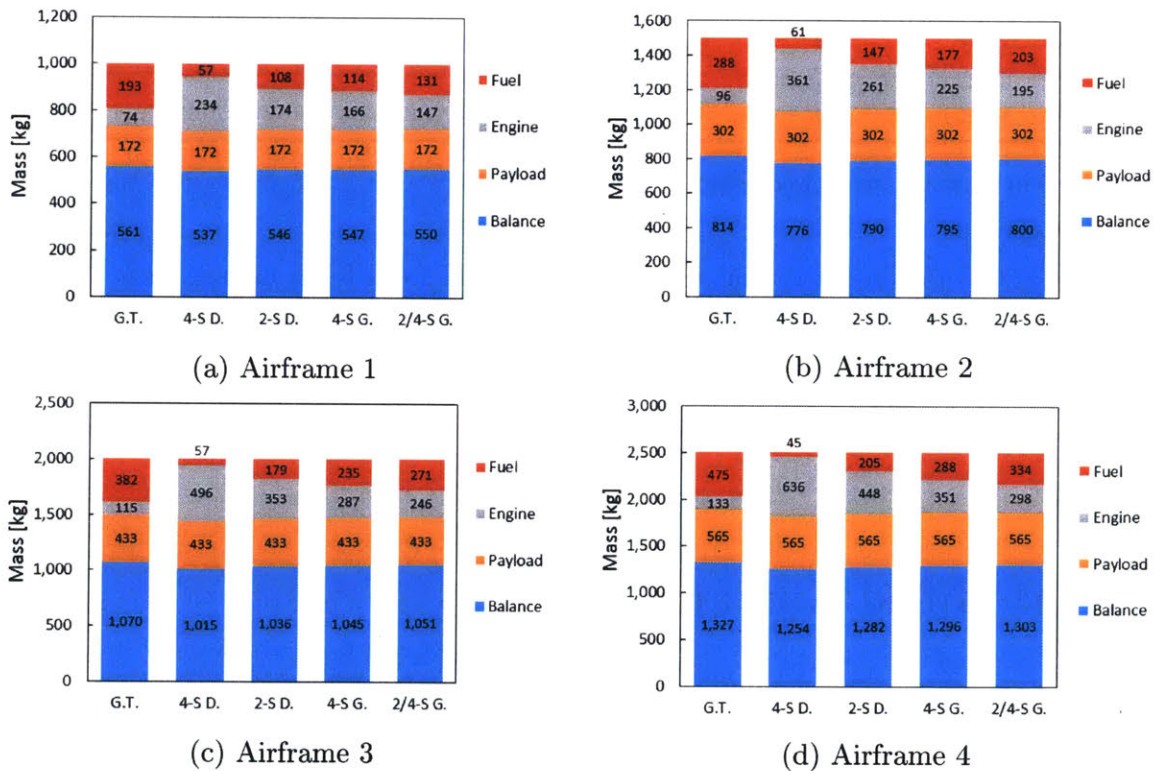 1,200
1,000
800
600
400
200
0
Mass [kg]
193
74
172
561
57
234
172
537
108
174
172
546
114
166
172
547
131
147
172
550
Fuel
Engine
Payload
Balance
G.T.
4-S D.
2-S D.
4-S G.
2/4-S G.
(a) Airframe 1
1,600
1,400
1,200
1,000
800
600
400
200
0
Mass [kg]
288
96
302
814
61
361
302
776
147
261
302
790
177
225
302
795
203
195
302
800
Fuel
Engine
Payload
Balance
G.T.
4-S D.
2-S D.
4-S G.
2/4-S G.
(b) Airframe 2
2,500
2,000
1,500
1,000
500
0
Mass [kg]
382
115
433
1,070
57
496
433
1,015
179
353
433
1,036
235
287
433
1,045
271
246
433
1,051
Fuel
Engine
Payload
Balance
G.T.
4-S D.
2-S D.
4-S G.
2/4-S G.
(c) Airframe 3
3,000
2,500
2,000
1,500
1,000
500
0
Mass [kg]
475
133
565
1,327
45
636
565
1,254
205
448
565
1,282
288
351
565
1,296
334
298
565
1,303
Fuel
Engine
Payload
Balance
G.T.
4-S D.
2-S D.
4-S G.
2/4-S G.
(d) Airframe 4